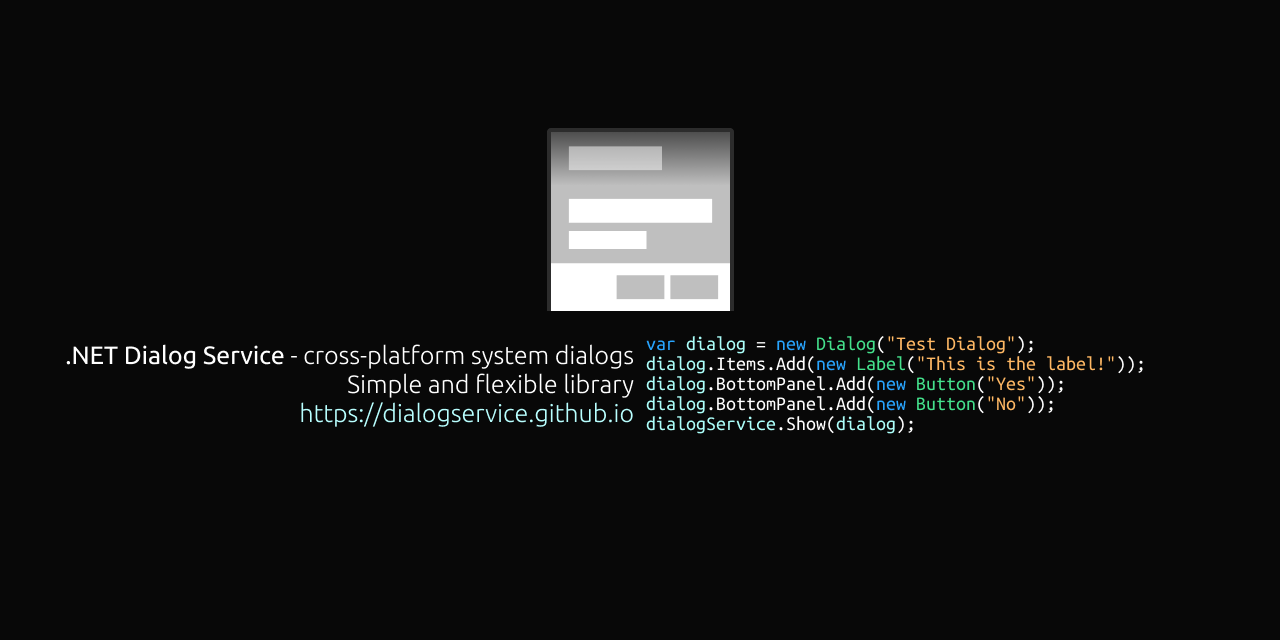 .NET Dialog Service - cross-platform system dialogs
Simple and flexible library
https://dialogservice.github.io
var dialog = new Dialog("Test Dialog");
dialog.Items.Add(new Label("This is the label!"));
dialog.BottomPanel.Add(new Button("Yes"));
dialog.BottomPanel.Add(new Button("No"));
dialogService.Show(dialog);